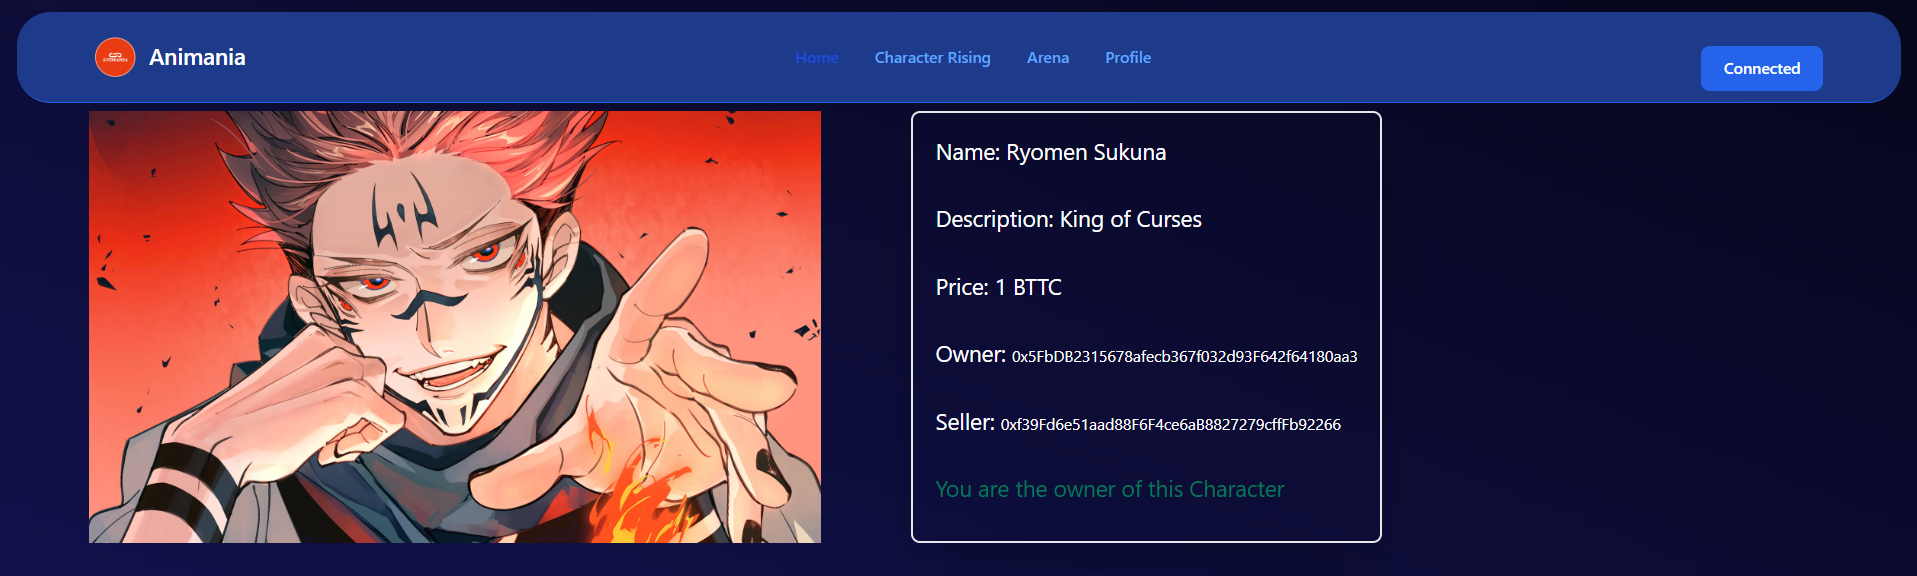 ANIMANIA
Animania
Home
Character Rising
Arena
Profile
Connected
Name: Ryomen Sukuna
Description: King of Curses
Price: 1 BTTC
Owner: 0x5FbDB2315678afecb367f032d93F642f64180aa3
Seller: 0xf39Fd6e51aad88F6F4ce6aB8827279cffFb92266
You are the owner of this Character